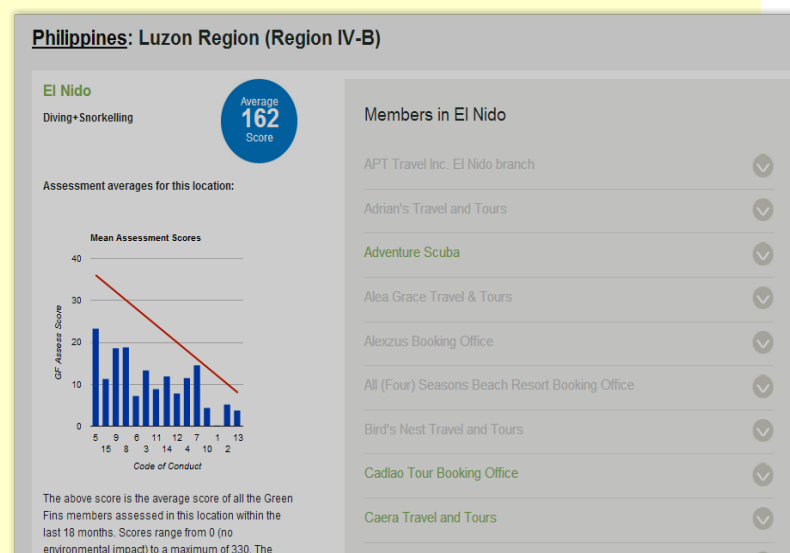 Philippines: Luzon Region (Region IV-B)
El Nido
Diving+Snorkelling
Average
162
Score
Assessment averages for this location:
Mean Assessment Scores
40
30
20
10
0
GF Assess Score
5 9 6 11 12 7 1 13
15 8 3 14 4 10 2
Code of Conduct
The above score is the average score of all the Green
Fins members assessed in this location within the
last 18 months. Scores range from 0 (no
environmental impact) to a maximum of 330. The
Members in El Nido
APT Travel Inc. El Nido branch
Adrian's Travel and Tours
Adventure Scuba
Alea Grace Travel & Tours
Alexzus Booking Office
All (Four) Seasons Beach Resort Booking Office
Bird's Nest Travel and Tours
Cadlao Tour Booking Office
Caera Travel and Tours